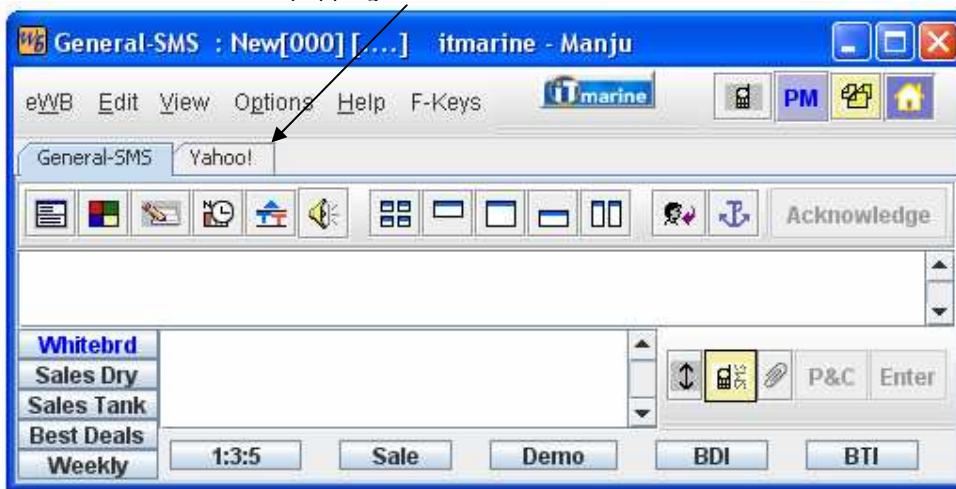 General-SMS : New[000] [....] itmarine - Manju
eWB Edit View Options Help F-Keys
iTmarine
PM
General-SMS Yahoo!
Acknowledge
Whitebrd
Sales Dry
Sales Tank
Best Deals
Weekly
SMS
P&C Enter
1:3:5 Sale Demo BDI BTI